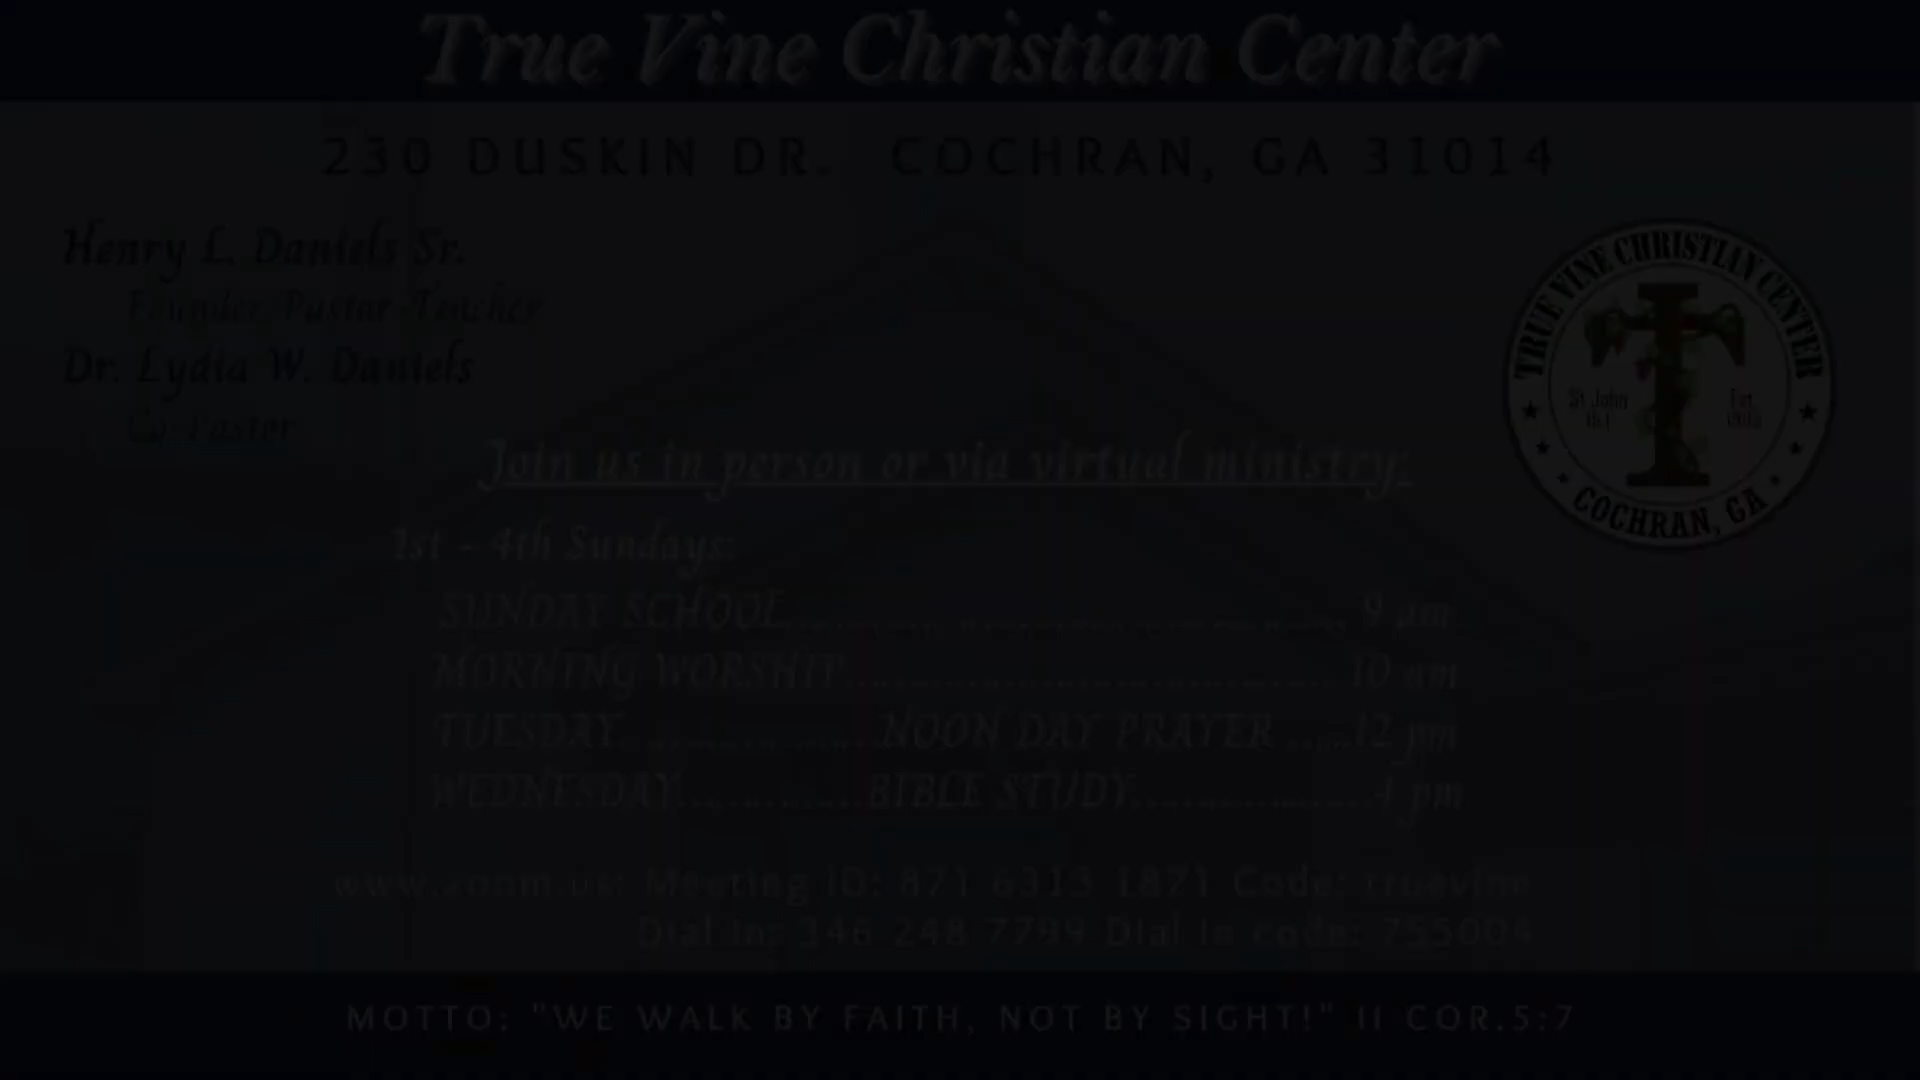 True Vine Christian Center
230 DUSKIN DR. COCHRAN, GA 31014
Henry L. Daniels Sr.
Founder/Pastor-Teacher
Dr. Lydia W. Daniels
Co-Pastor
TRUE VINE CHRISTIAN CENTER
St John
Est.
COCHRAN, GA
Join us in person or via virtual ministry:
1st - 4th Sundays:
SUNDAY SCHOOL................................................ 9 am
MORNING WORSHIP........................................ 10 am
TUESDAY....................NOON DAY PRAYER ......12 pm
WEDNESDAY..............BIBLE STUDY....................4 pm
www.zoom.us: Meeting ID: 871 6313 1871 Code: truevine
Dial in: 346 248 7799 Dial in code: 755004
MOTTO: "WE WALK BY FAITH, NOT BY SIGHT!" II COR.5:7